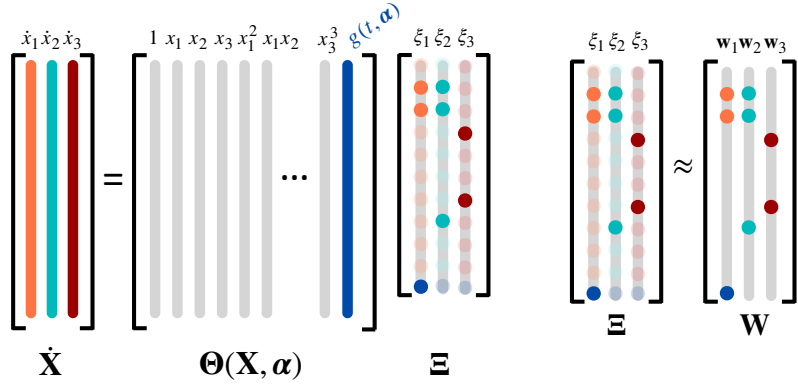 ẋ₁ ẋ₂ ẋ₃ 1 x₁ x₂ x₃ x₁² x₁x₂ x₃³ g(t, α) ξ₁ ξ₂ ξ₃ ξ₁ ξ₂ ξ₃ w₁ w₂ w₃
= ... ≈
Ẋ Θ(X, α) Ξ Ξ W